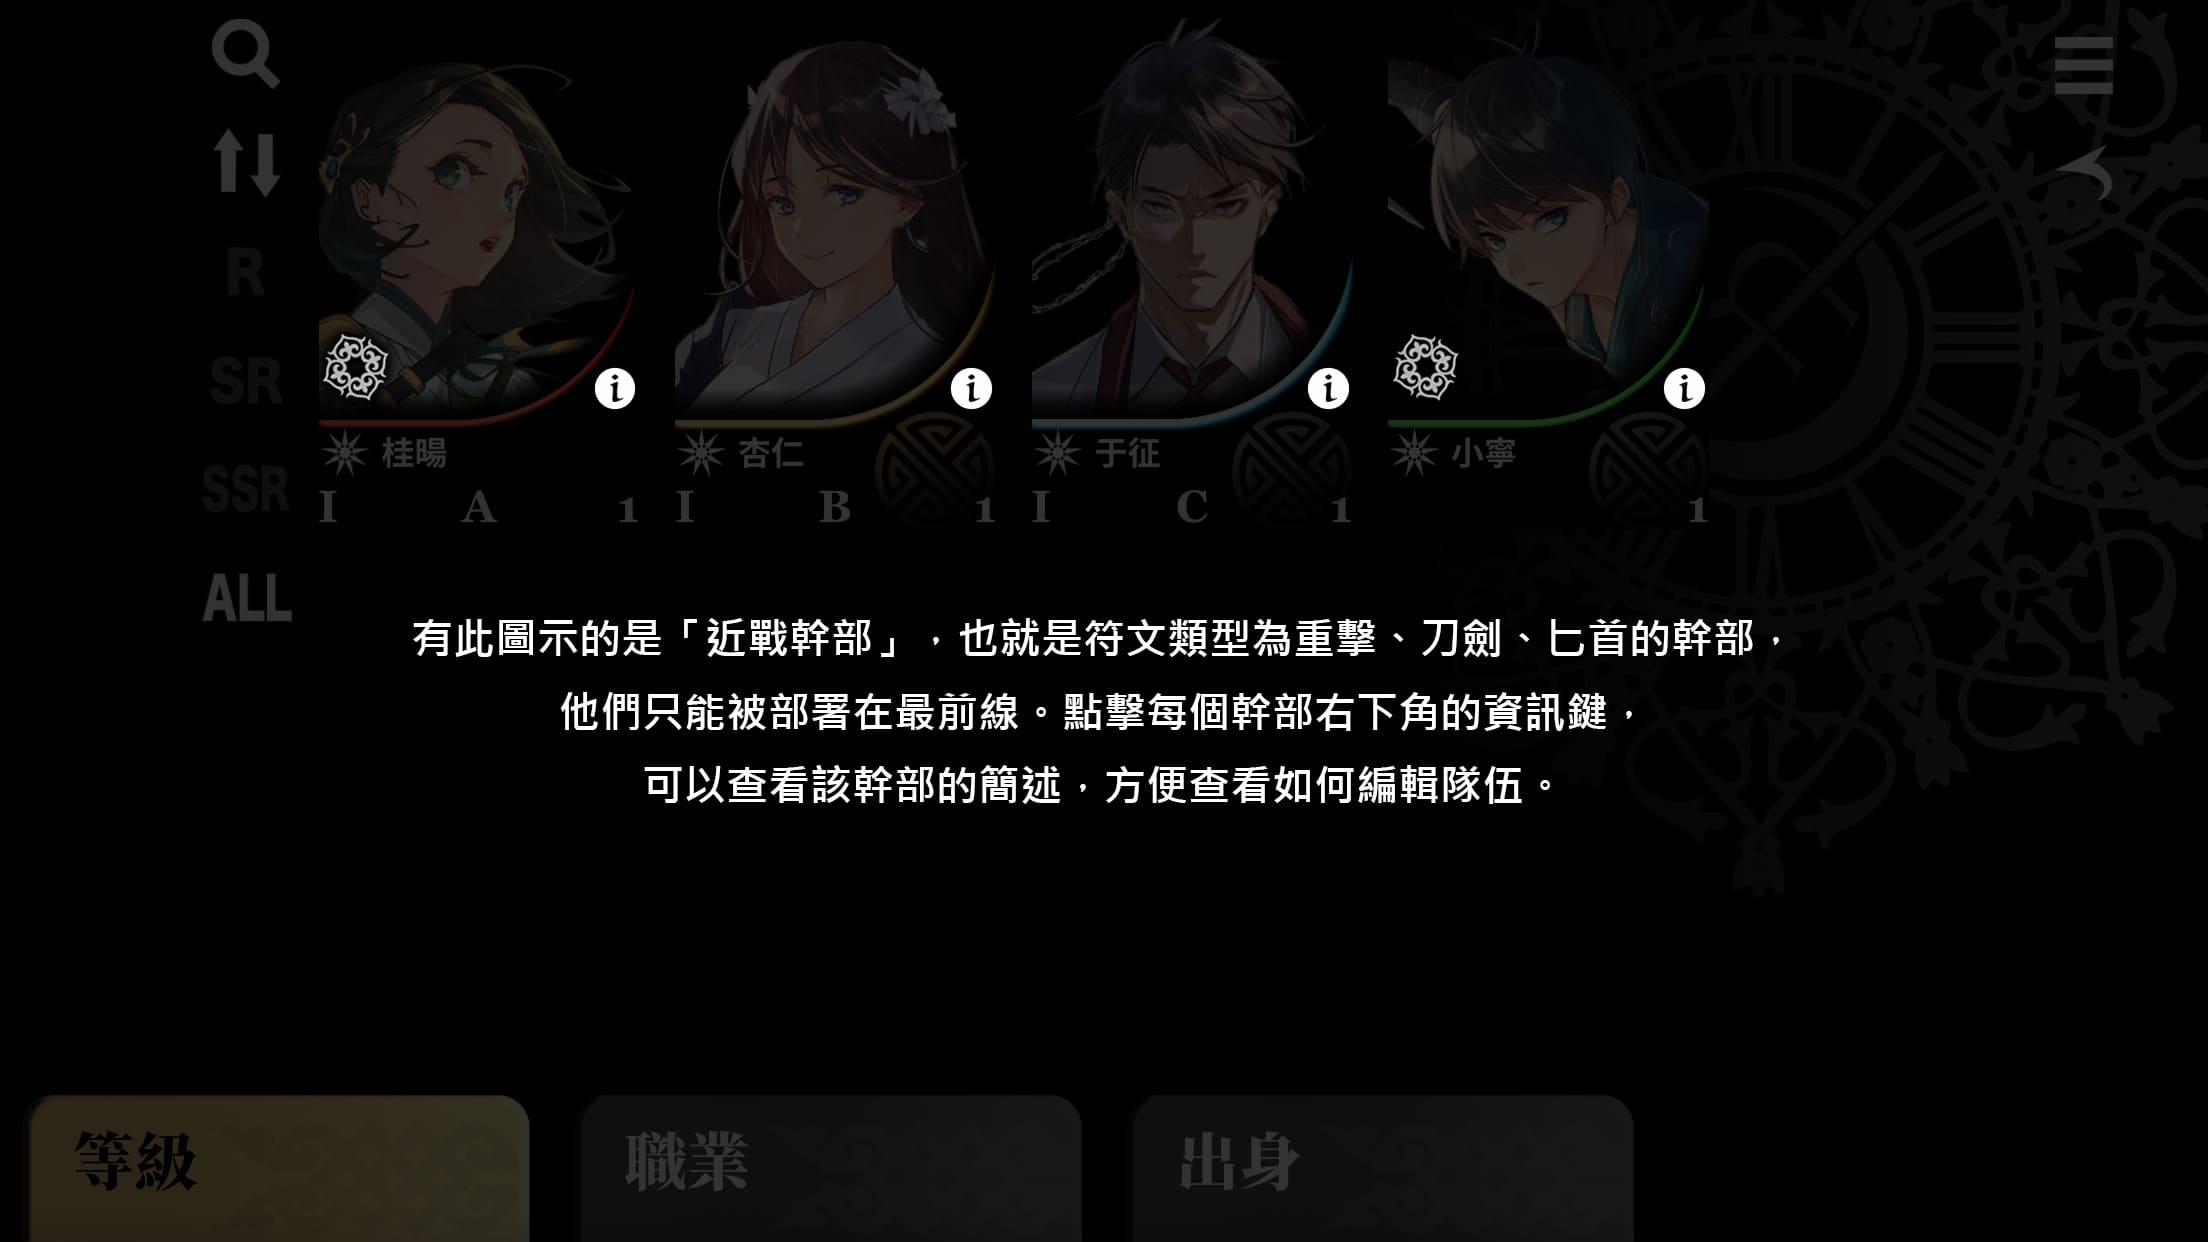 R
SR
SSR
ALL
桂暘
I A 1
杏仁
I B 1
于征
I C 1
小寧
1
有此圖示的是「近戰幹部」，也就是符文類型為重擊、刀劍、匕首的幹部，
他們只能被部署在最前線。點擊每個幹部右下角的資訊鍵，
可以查看該幹部的簡述，方便查看如何編輯隊伍。
等級
職業
出身